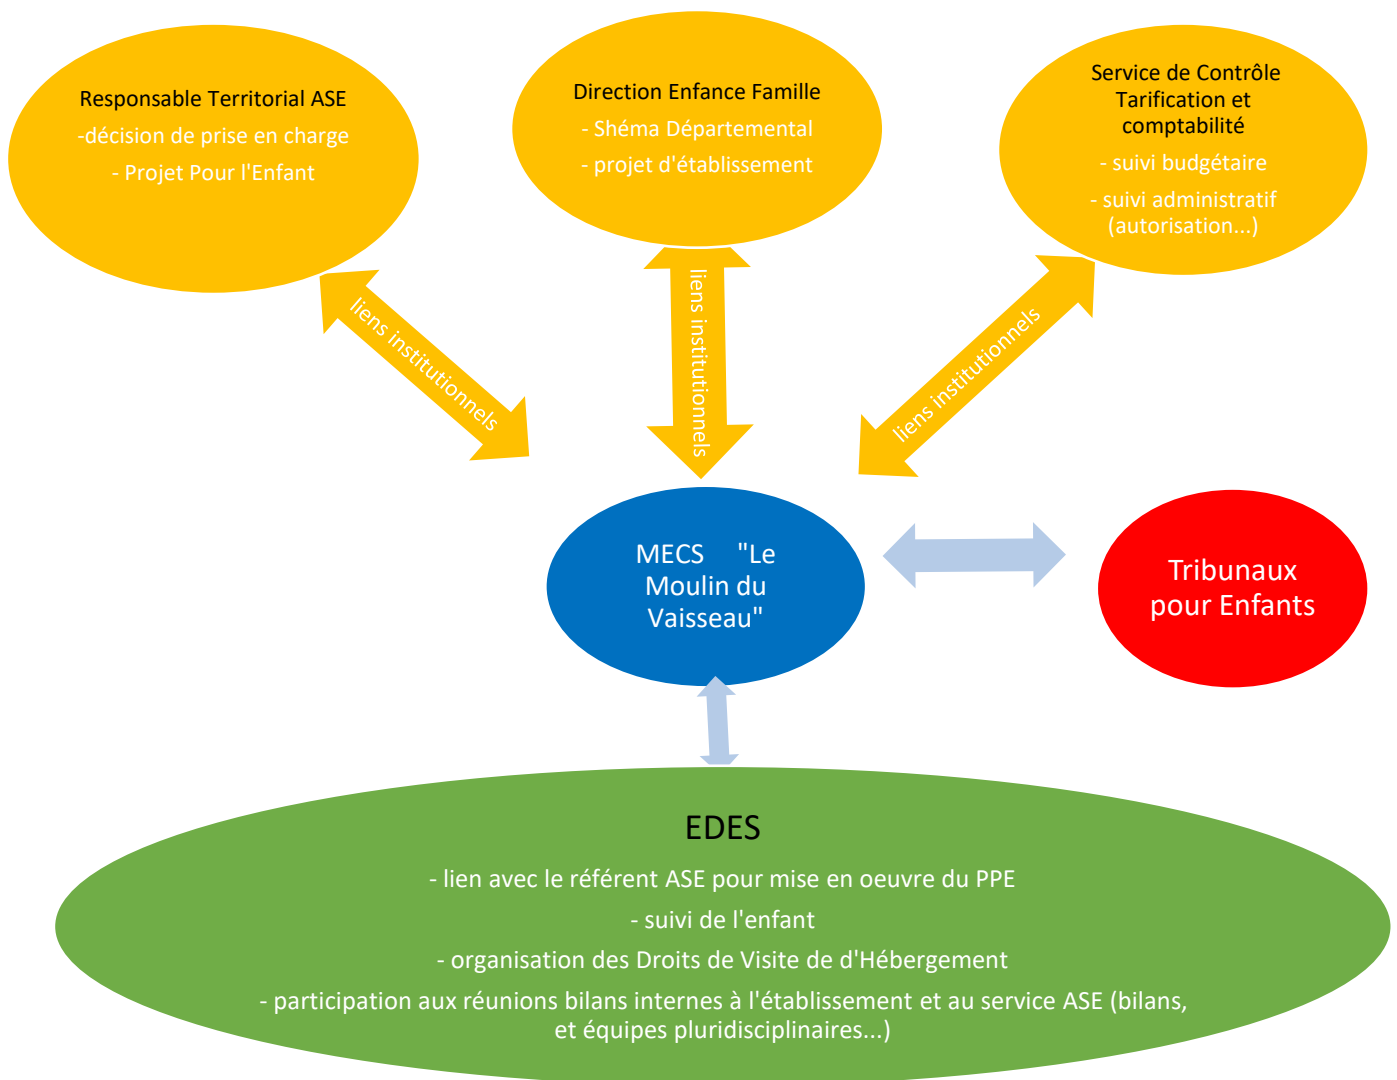 Responsable Territorial ASE
-décision de prise en charge
- Projet Pour l'Enfant
Direction Enfance Famille
- Shéma Départemental
- projet d'établissement
Service de Contrôle
Tarification et
comptabilité
- suivi budgétaire
- suivi administratif
(autorisation...)
liens institutionnels
liens institutionnels
liens institutionnels
MECS "Le
Moulin du
Vaisseau"
Tribunaux
pour Enfants
EDES
- lien avec le référent ASE pour mise en oeuvre du PPE
- suivi de l'enfant
- organisation des Droits de Visite de d'Hébergement
- participation aux réunions bilans internes à l'établissement et au service ASE (bilans,
et équipes pluridisciplinaires...)